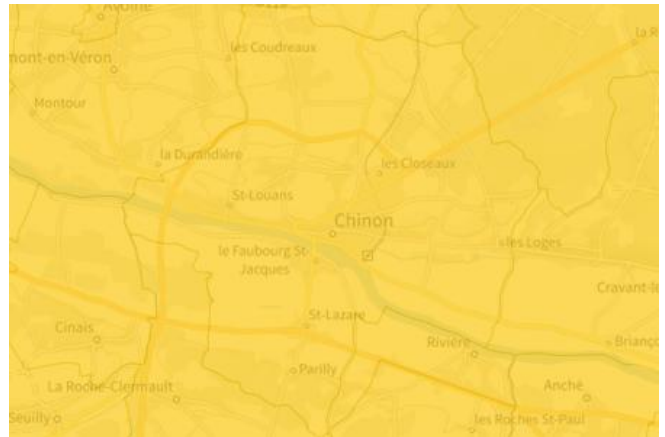 Avoine
les Coudreaux
la R
mont-en-Véron
Montour
la Durandière
les Closeaux
St-Louans
Chinon
le Faubourg St-
Jacques
les Loges
Cravant-le
St-Lazare
Cinais
Rivière
Brianço
Parilly
La Roche-Clermault
Anché
Seuilly
les Roches St-Paul